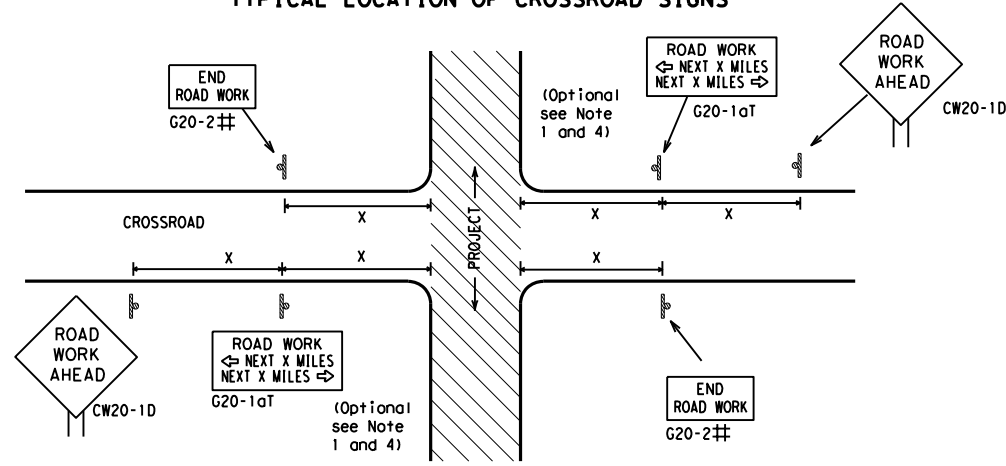 TYPICAL LOCATION OF CROSSROAD SIGNS
END
ROAD WORK
G20-2⌗
(Optional
see Note
1 and 4)
ROAD WORK
⇦ NEXT X MILES
NEXT X MILES ⇨
G20-1aT
ROAD
WORK
AHEAD
CW20-1D
X
X
X
CROSSROAD
PROJECT
X
X
X
ROAD
WORK
AHEAD
CW20-1D
ROAD WORK
⇦ NEXT X MILES
NEXT X MILES ⇨
G20-1aT
(Optional
see Note
1 and 4)
END
ROAD WORK
G20-2⌗